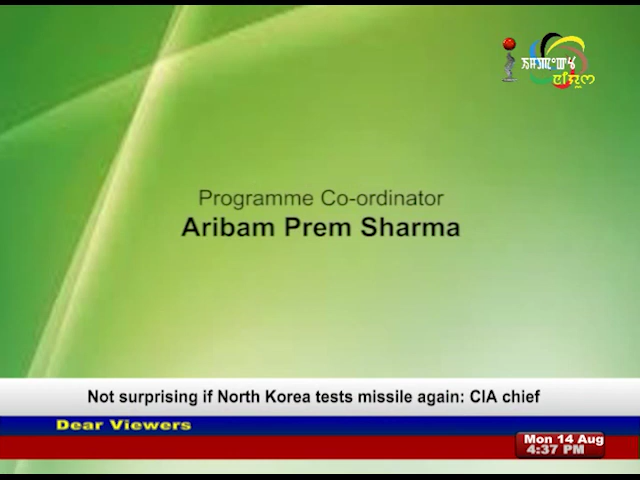 Programme Co-ordinator
Aribam Prem Sharma
Not surprising if North Korea tests missile again: CIA chief
Dear Viewers
Mon 14 Aug
4:37 PM